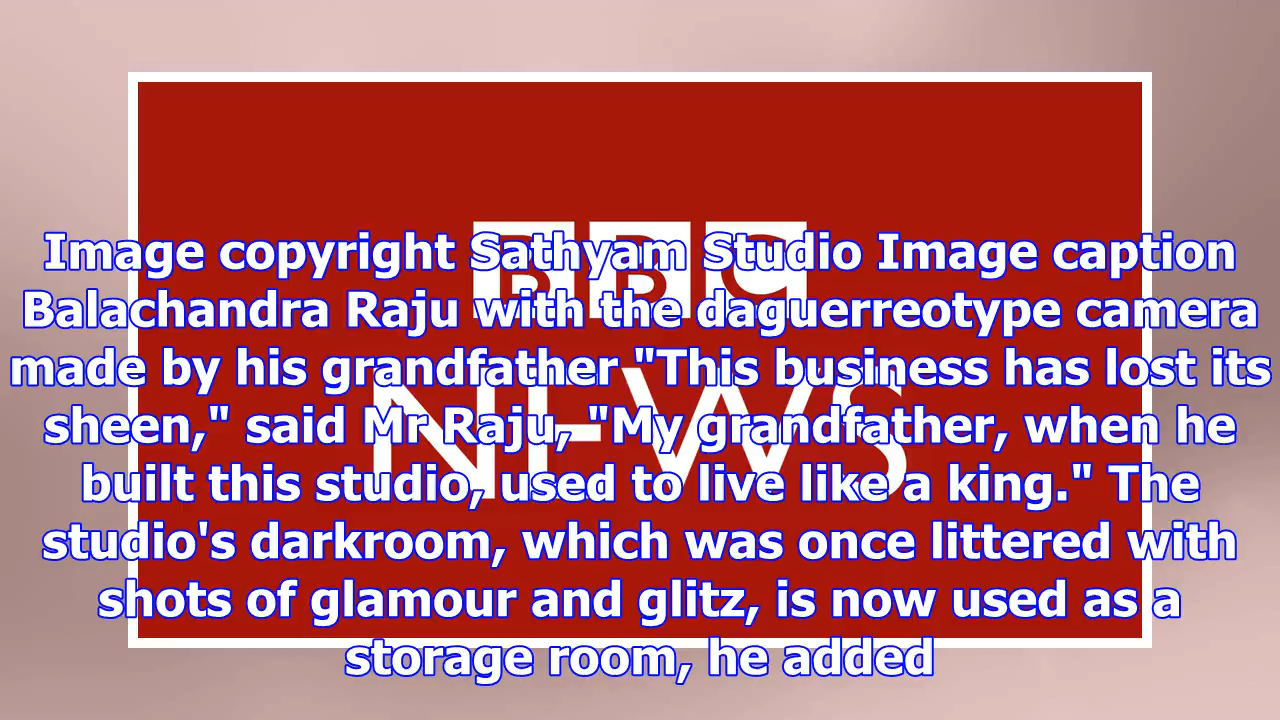 BBC
NEWS
Image copyright Sathyam Studio Image caption
Balachandra Raju with the daguerreotype camera
made by his grandfather "This business has lost its
sheen," said Mr Raju, "My grandfather, when he
built this studio, used to live like a king." The
studio's darkroom, which was once littered with
shots of glamour and glitz, is now used as a
storage room, he added